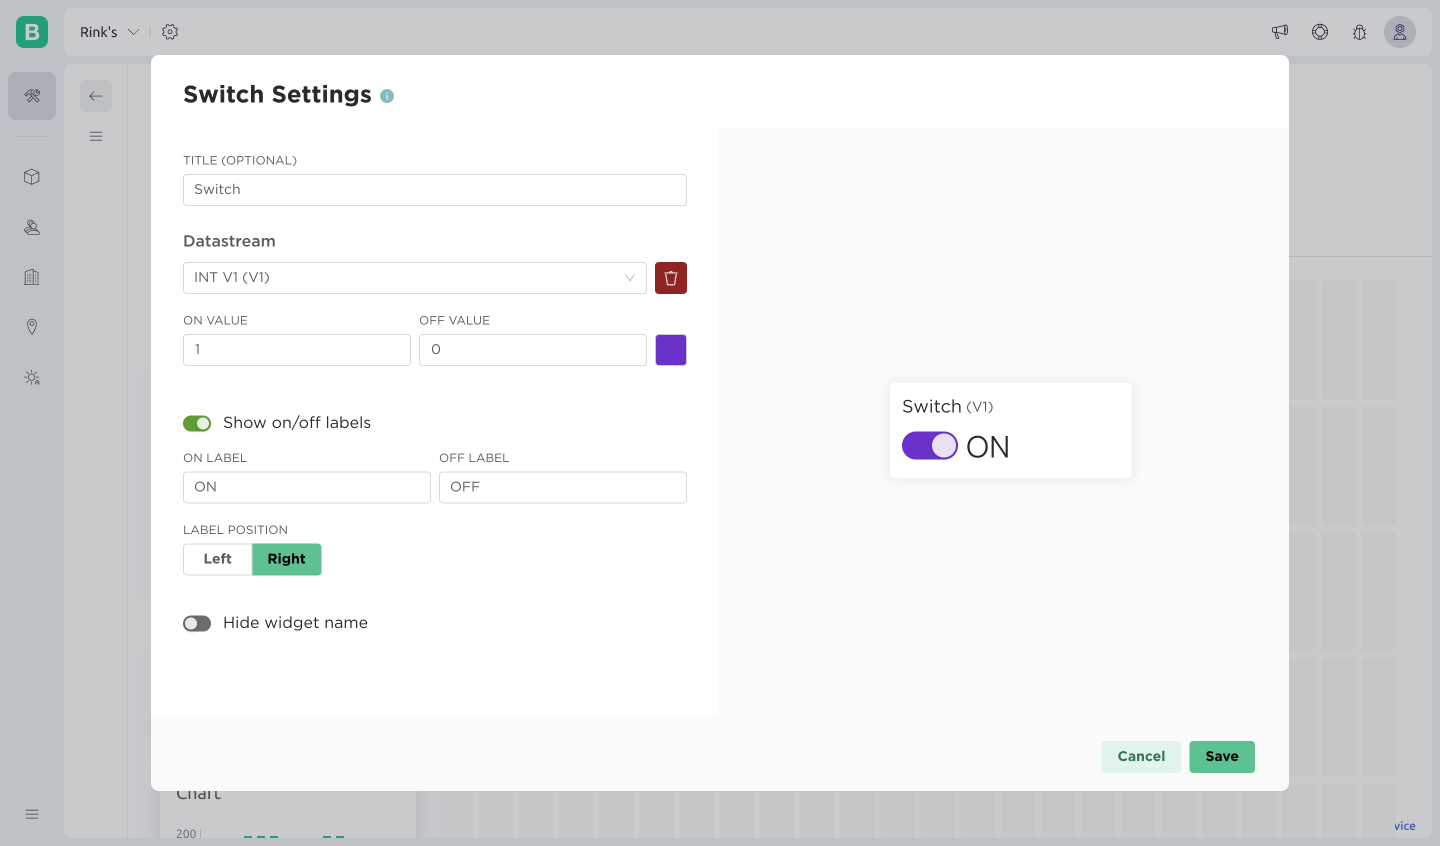 B
Rink's
Switch Settings
TITLE (OPTIONAL)
Switch
Datastream
INT V1 (V1)
ON VALUE
OFF VALUE
1
0
Show on/off labels
ON LABEL
OFF LABEL
ON
OFF
LABEL POSITION
Left
Right
Hide widget name
Switch (V1)
ON
Cancel
Save
Chart
200
vice